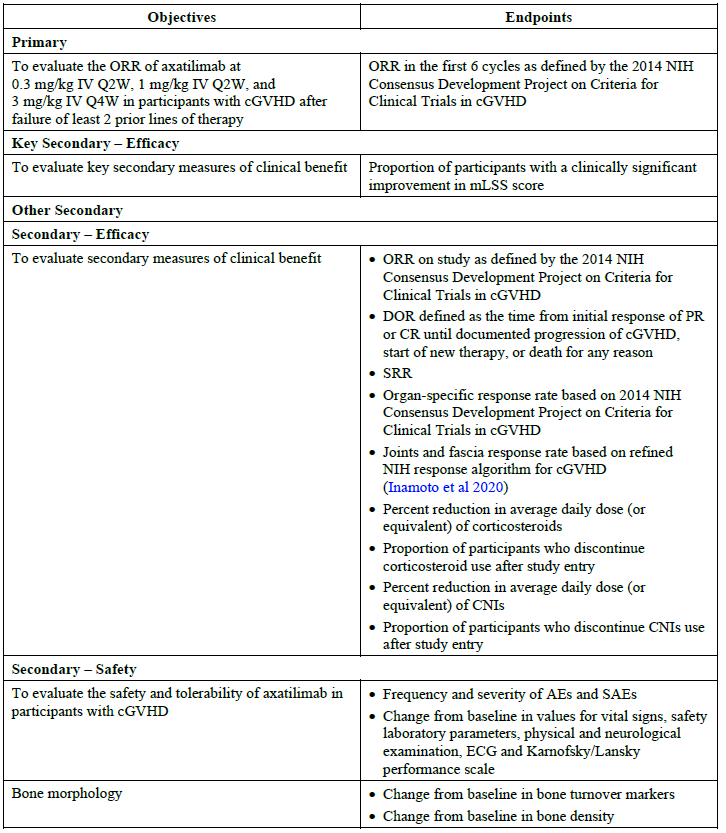 Objectives
Endpoints
Primary
To evaluate the ORR of axatilimab at
0.3 mg/kg IV Q2W, 1 mg/kg IV Q2W, and
3 mg/kg IV Q4W in participants with cGVHD after
failure of least 2 prior lines of therapy
ORR in the first 6 cycles as defined by the 2014 NIH
Consensus Development Project on Criteria for
Clinical Trials in cGVHD
Key Secondary – Efficacy
To evaluate key secondary measures of clinical benefit
Proportion of participants with a clinically significant
improvement in mLSS score
Other Secondary
Secondary – Efficacy
To evaluate secondary measures of clinical benefit
• ORR on study as defined by the 2014 NIH
Consensus Development Project on Criteria for
Clinical Trials in cGVHD
• DOR defined as the time from initial response of PR
or CR until documented progression of cGVHD,
start of new therapy, or death for any reason
• SRR
• Organ-specific response rate based on 2014 NIH
Consensus Development Project on Criteria for
Clinical Trials in cGVHD
• Joints and fascia response rate based on refined
NIH response algorithm for cGVHD
(Inamoto et al 2020)
• Percent reduction in average daily dose (or
equivalent) of corticosteroids
• Proportion of participants who discontinue
corticosteroid use after study entry
• Percent reduction in average daily dose (or
equivalent) of CNIs
• Proportion of participants who discontinue CNIs use
after study entry
Secondary – Safety
To evaluate the safety and tolerability of axatilimab in
participants with cGVHD
• Frequency and severity of AEs and SAEs
• Change from baseline in values for vital signs, safety
laboratory parameters, physical and neurological
examination, ECG and Karnofsky/Lansky
performance scale
Bone morphology
• Change from baseline in bone turnover markers
• Change from baseline in bone density